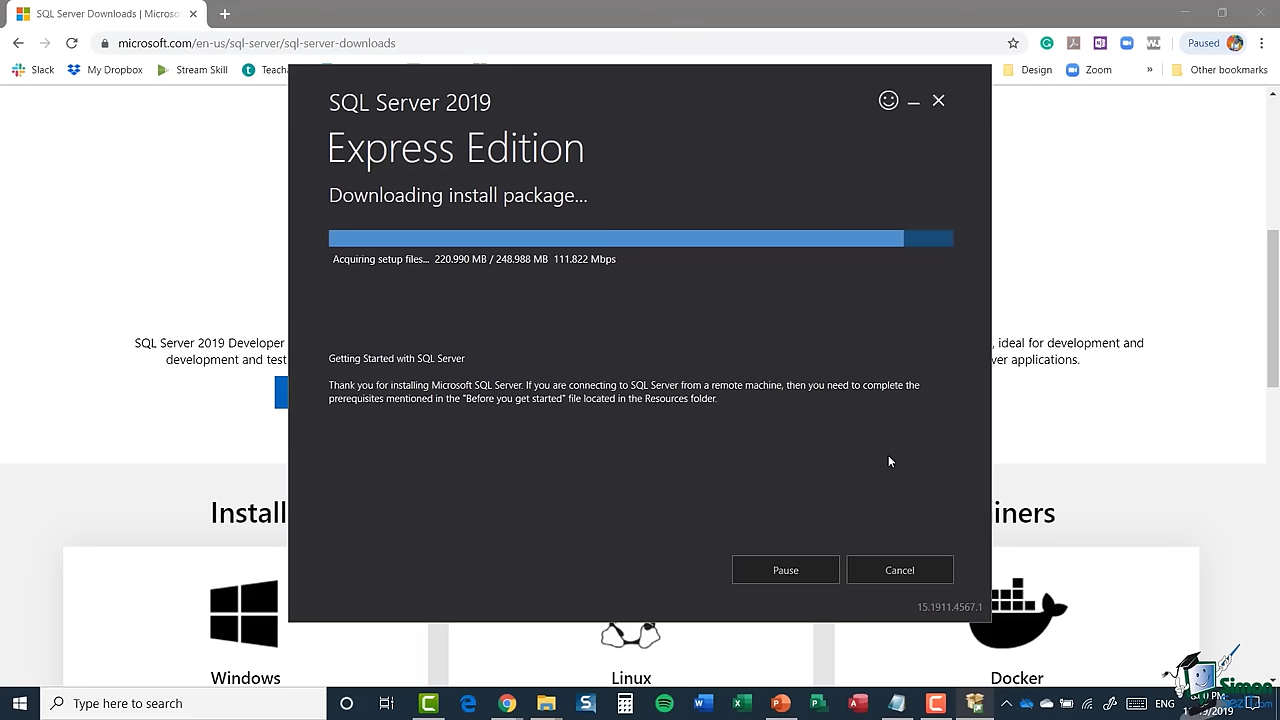 SQL Server Downloads | Microso
microsoft.com/en-us/sql-server/sql-server-downloads
Paused
Slack
My Dropbox
Stream Skill
Teach
Design
Zoom
»
Other bookmarks
SQL Server 2019
Express Edition
Downloading install package...
Acquiring setup files... 220.990 MB / 248.988 MB 111.822 Mbps
SQL Server 2019 Developer
, ideal for development and
development and test
ver applications.
Getting Started with SQL Server
Thank you for installing Microsoft SQL Server. If you are connecting to SQL Server from a remote machine, then you need to complete the
prerequisites mentioned in the "Before you get started" file located in the Resources folder.
Install
iners
Pause
Cancel
15.1911.4567.1
Windows
Linux
Docker
Type here to search
ENG
Simon